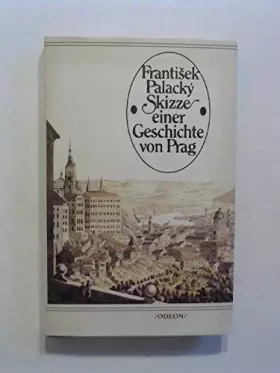 František
Palacký
Skizze
einer
Geschichte
von Prag
/ODEON/